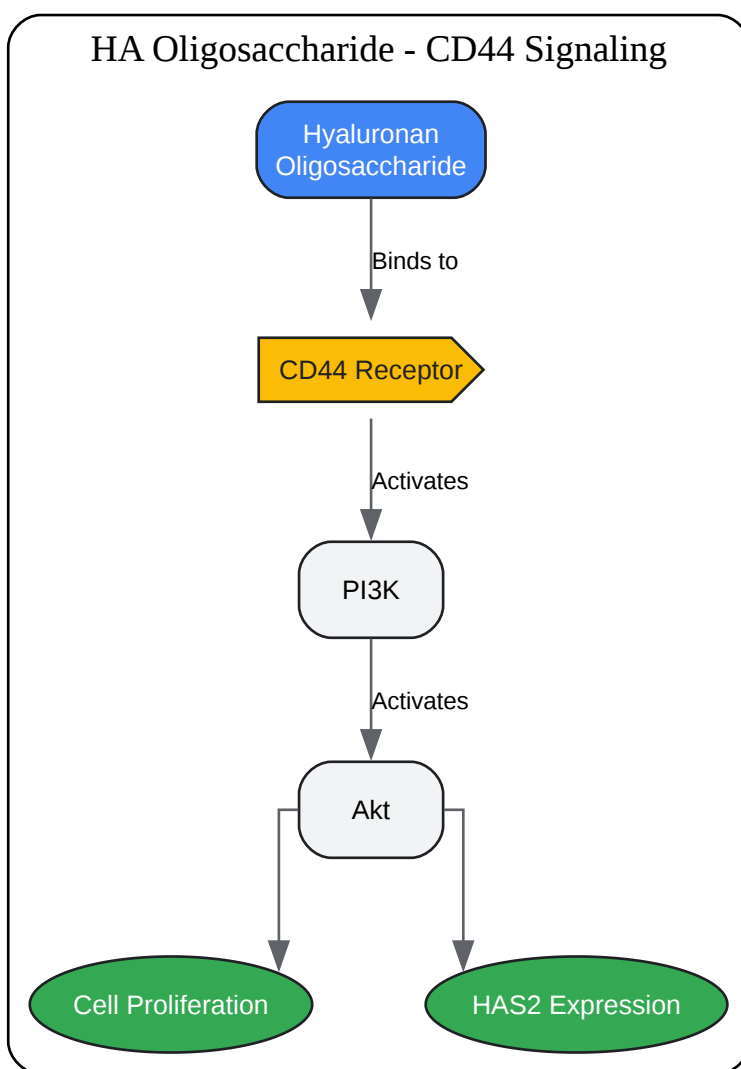 HA Oligosaccharide - CD44 Signaling
Hyaluronan
Oligosaccharide
Binds to
CD44 Receptor
Activates
PI3K
Activates
Akt
Cell Proliferation
HAS2 Expression